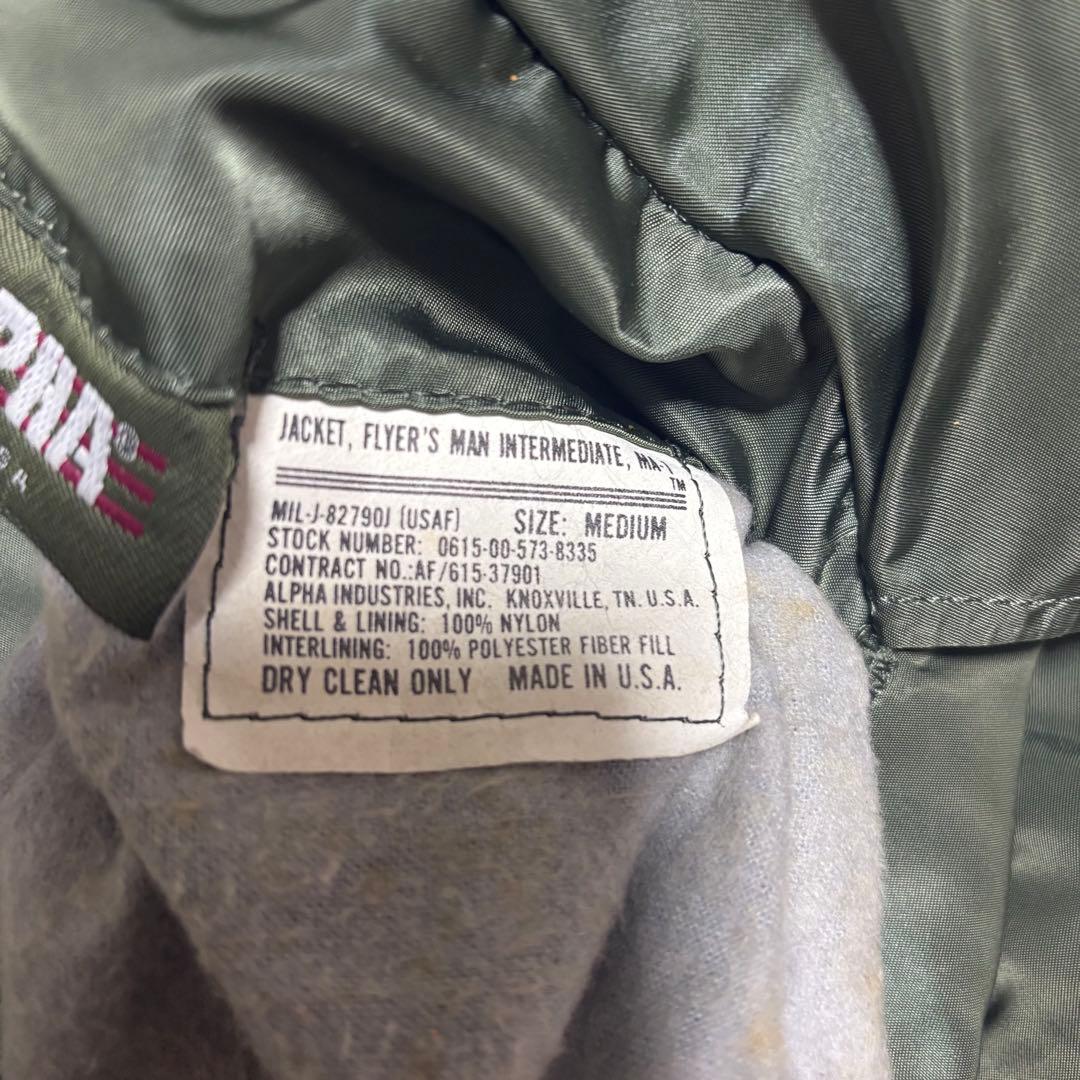 JACKET, FLYER'S MAN INTERMEDIATE, MA-1
TM
MIL-J-82790J (USAF) SIZE: MEDIUM
STOCK NUMBER: 0615-00-573-8335
CONTRACT NO.:AF/615-37901
ALPHA INDUSTRIES, INC. KNOXVILLE, TN. U.S.A.
SHELL & LINING: 100% NYLON
INTERLINING: 100% POLYESTER FIBER FILL
DRY CLEAN ONLY MADE IN U.S.A.